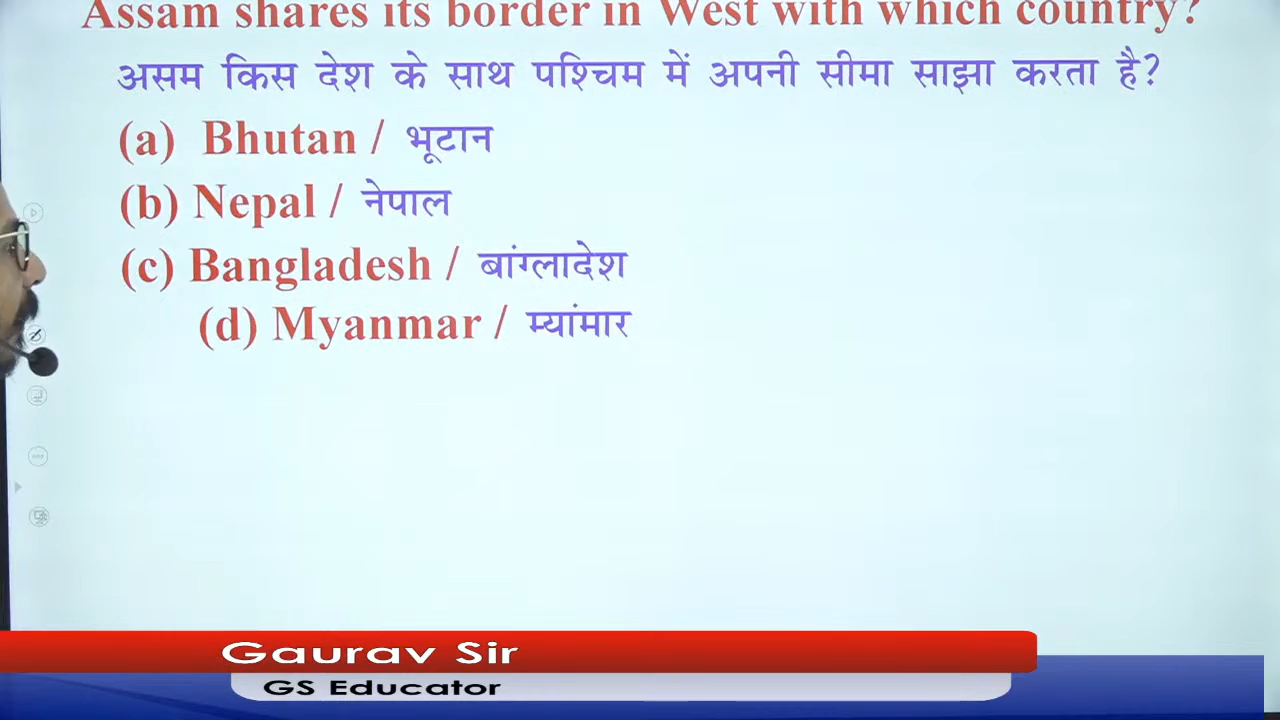 Assam shares its border in West with which country?
असम किस देश के साथ पश्चिम में अपनी सीमा साझा करता है?
(a) Bhutan / भूटान
(b) Nepal / नेपाल
(c) Bangladesh / बांग्लादेश
(d) Myanmar / म्यांमार
Gaurav Sir
GS Educator